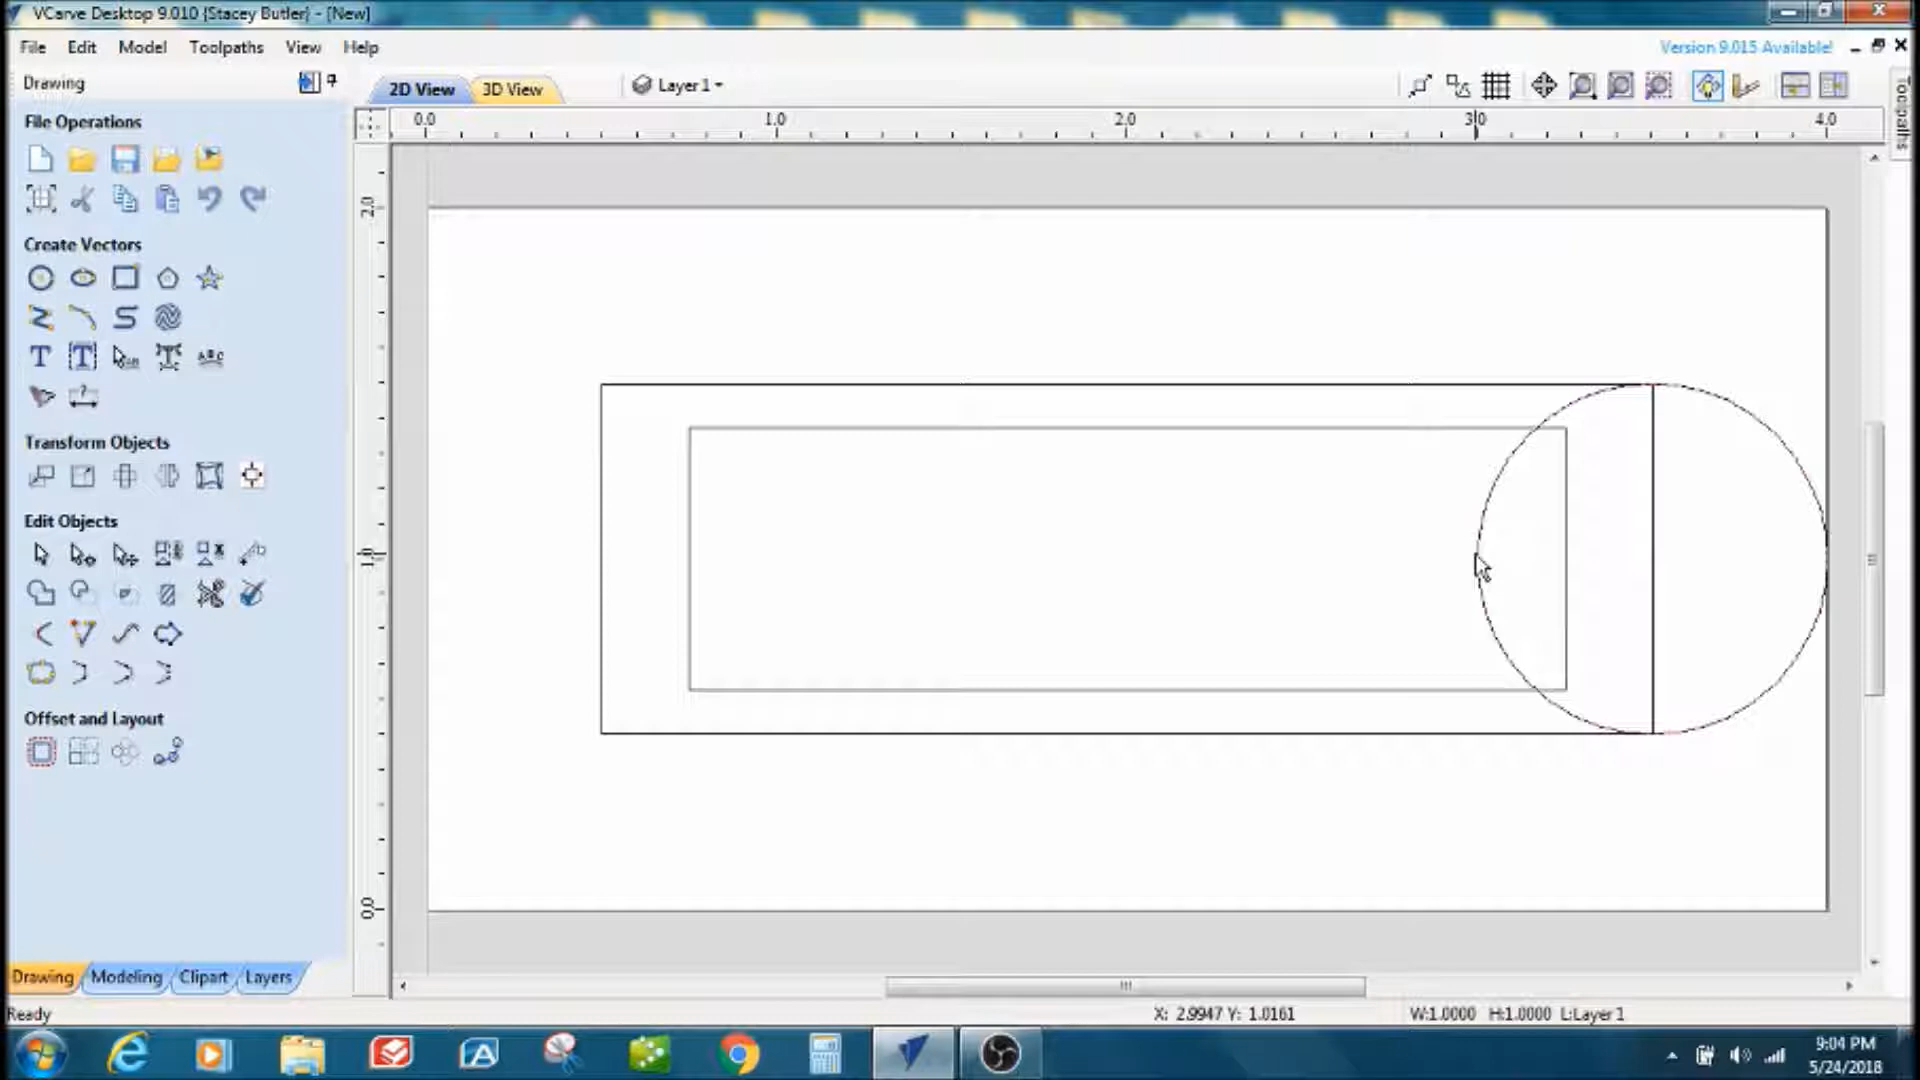 VCarve Desktop 9.010 {Stacey Butler} - [New]
File Edit Model Toolpaths View Help
Version 9.015 Available!
Drawing
2D View 3D View Layer 1
Toolpaths
File Operations
0.0 1.0 2.0 3.0 4.0
2.0
1.0
0.0
Create Vectors
Transform Objects
Edit Objects
Offset and Layout
Drawing Modeling Clipart Layers
Ready
X: 2.9947 Y: 1.0161
W:1.0000 H:1.0000 L:Layer 1
9:04 PM
5/24/2018